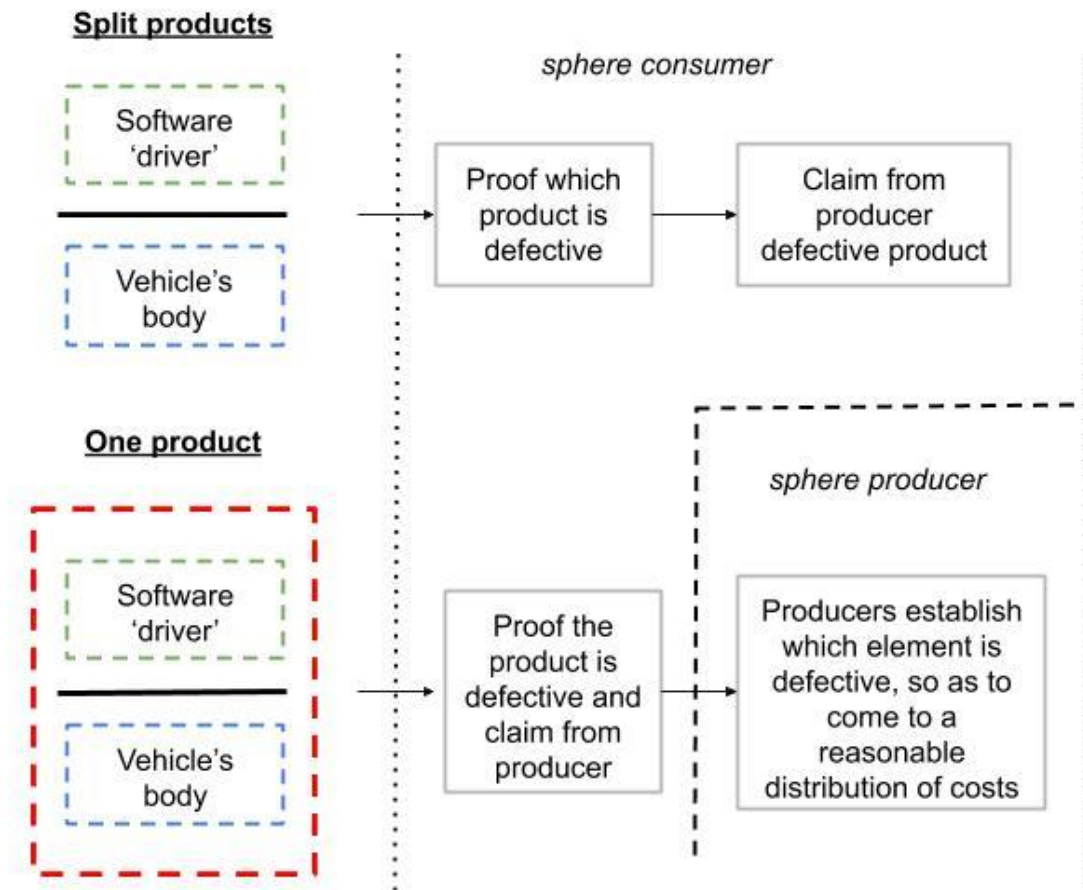 Split products
sphere consumer
Software
‘driver’
Vehicle’s
body
Proof which
product is
defective
Claim from
producer
defective product
One product
sphere producer
Software
‘driver’
Vehicle’s
body
Proof the
product is
defective and
claim from
producer
Producers establish
which element is
defective, so as to
come to a
reasonable
distribution of costs